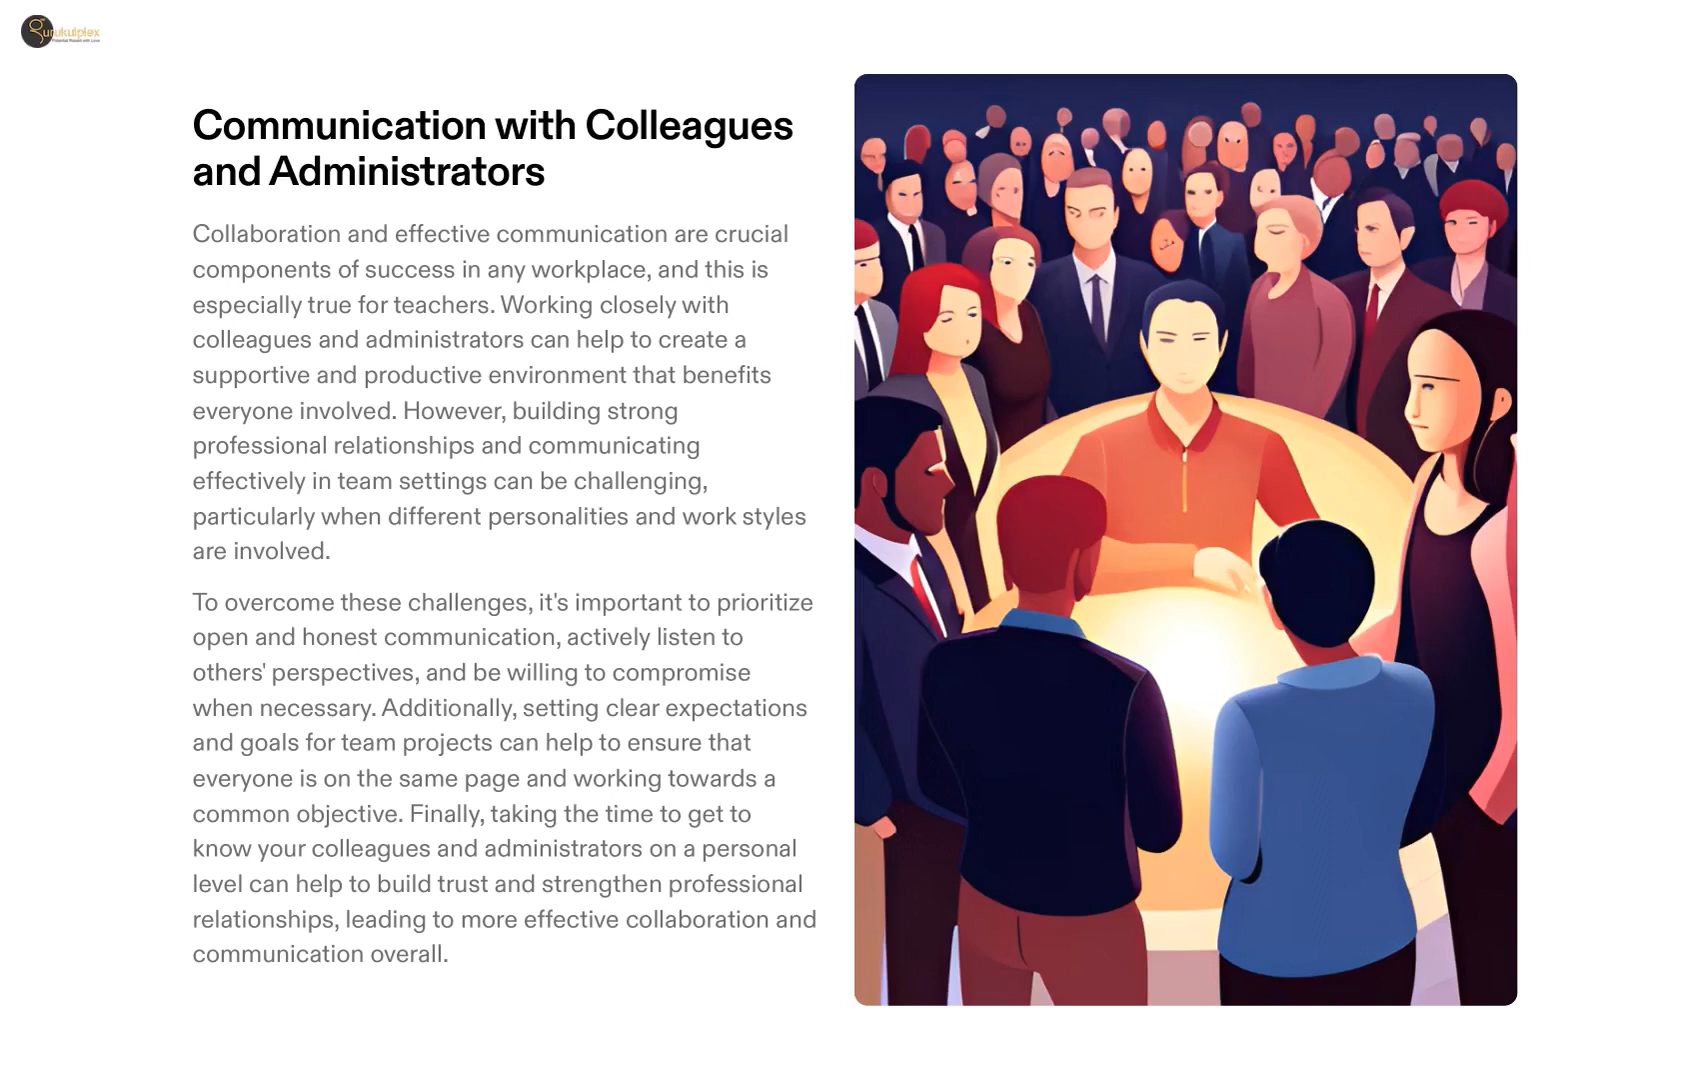 gurukulplex
Potential Raised with Love
Communication with Colleagues
and Administrators
Collaboration and effective communication are crucial
components of success in any workplace, and this is
especially true for teachers. Working closely with
colleagues and administrators can help to create a
supportive and productive environment that benefits
everyone involved. However, building strong
professional relationships and communicating
effectively in team settings can be challenging,
particularly when different personalities and work styles
are involved.
To overcome these challenges, it's important to prioritize
open and honest communication, actively listen to
others' perspectives, and be willing to compromise
when necessary. Additionally, setting clear expectations
and goals for team projects can help to ensure that
everyone is on the same page and working towards a
common objective. Finally, taking the time to get to
know your colleagues and administrators on a personal
level can help to build trust and strengthen professional
relationships, leading to more effective collaboration and
communication overall.